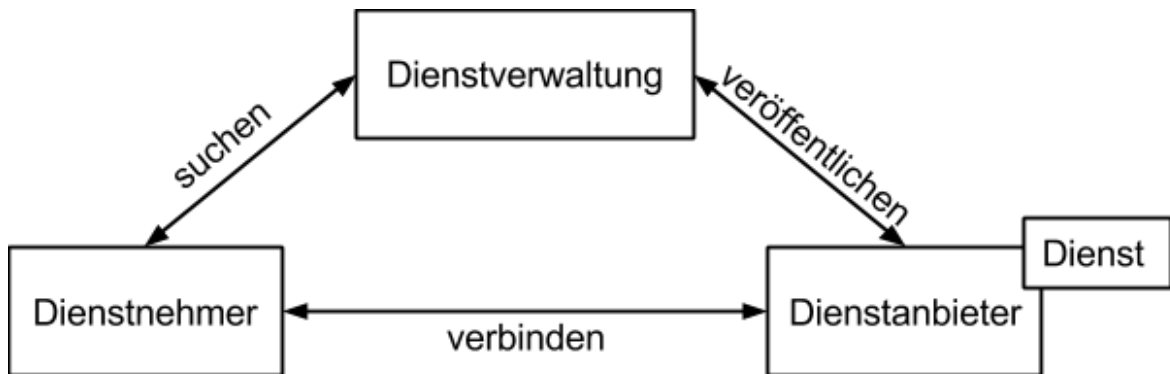 Dienstverwaltung
suchen
veröffentlichen
Dienst
Dienstnehmer
verbinden
Dienstanbieter